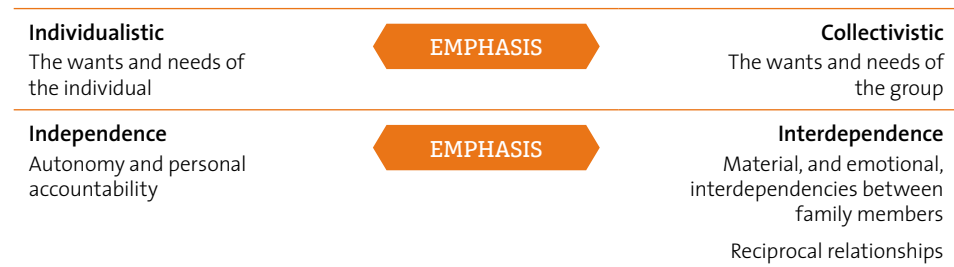 Individualistic
The wants and needs of
the individual
EMPHASIS
Collectivistic
The wants and needs of
the group
Independence
Autonomy and personal
accountability
EMPHASIS
Interdependence
Material, and emotional,
interdependencies between
family members
Reciprocal relationships